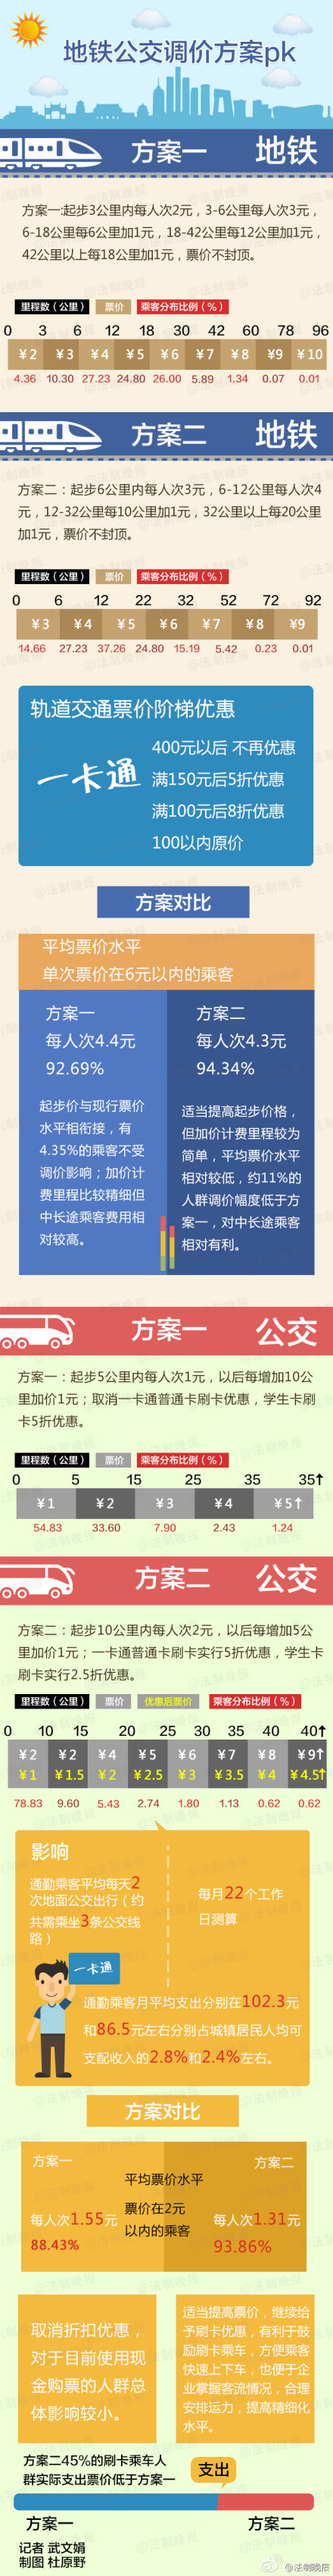 地铁公交调价方案pk
方案一 地铁
方案一:起步3公里内每人次2元，3-6公里每人次3元，
6-18公里每6公里加1元，18-42公里每12公里加1元，
42公里以上每18公里加1元，票价不封顶。
里程数（公里） 票价 乘客分布比例（%）
0 3 6 12 18 30 42 60 78 96
¥2 ¥3 ¥4 ¥5 ¥6 ¥7 ¥8 ¥9 ¥10
4.36 10.30 27.23 24.80 26.00 5.89 1.34 0.07 0.01
方案二 地铁
方案二：起步6公里内每人次3元，6-12公里每人次4
元，12-32公里每10公里加1元，32公里以上每20公里
加1元，票价不封顶。
里程数（公里） 票价 乘客分布比例（%）
0 6 12 22 32 52 72 92
¥3 ¥4 ¥5 ¥6 ¥7 ¥8 ¥9
14.66 27.23 37.26 24.80 15.19 5.42 0.23 0.01
轨道交通票价阶梯优惠
一卡通
400元以后 不再优惠
满150元后5折优惠
满100元后8折优惠
100以内原价
方案对比
平均票价水平
单次票价在6元以内的乘客
方案一
每人次4.4元
92.69%
起步价与现行票价
水平相衔接，有
4.35%的乘客不受
调价影响；加价计
费里程比较精细但
中长途乘客费用相
对较高。
方案二
每人次4.3元
94.34%
适当提高起步价格，
但加价计费里程较为
简单，平均票价水平
相对较低，约11%的
人群调价幅度低于方
案一，对中长途乘客
相对有利。
方案一 公交
方案一：起步5公里内每人次1元，以后每增加10公
里加价1元；取消一卡通普通卡刷卡优惠，学生卡刷
卡5折优惠。
里程数（公里） 票价 乘客分布比例（%）
0 5 15 25 35 35↑
¥1 ¥2 ¥3 ¥4 ¥5↑
54.83 33.60 7.90 2.43 1.24
方案二 公交
方案二：起步10公里内每人次2元，以后每增加5公
里加价1元；一卡通普通卡刷卡实行5折优惠，学生卡
刷卡实行2.5折优惠。
里程数（公里） 票价 优惠后票价 乘客分布比例（%）
0 10 15 20 25 30 35 40 40↑
¥2 ¥2 ¥4 ¥5 ¥6 ¥7 ¥8 ¥9↑
¥1 ¥1.5 ¥2 ¥2.5 ¥3 ¥3.5 ¥4 ¥4.5↑
78.83 9.60 5.43 2.74 1.80 1.13 0.62 0.62
影响
通勤乘客平均每天2
次地面公交出行（约
共需乘坐3条公交线
路）
每月22个工作
日测算
一卡通
通勤乘客月平均支出分别在102.3元
和86.5元左右分别占城镇居民人均可
支配收入的2.8%和2.4%左右。
方案对比
方案一
每人次1.55元
88.43%
平均票价水平
票价在2元
以内的乘客
方案二
每人次1.31元
93.86%
取消折扣优惠，
对于目前使用现
金购票的人群总
体影响较小。
适当提高票价，继续给
予刷卡优惠，有利于鼓
励刷卡乘车，方便乘客
快速上下车，也便于企
业掌握客流情况，合理
安排运力，提高精细化
水平。
方案二45%的刷卡乘车人
群实际支出票价低于方案一
支出
方案一 方案二
记者 武文娟
制图 杜原野
@法制晚报